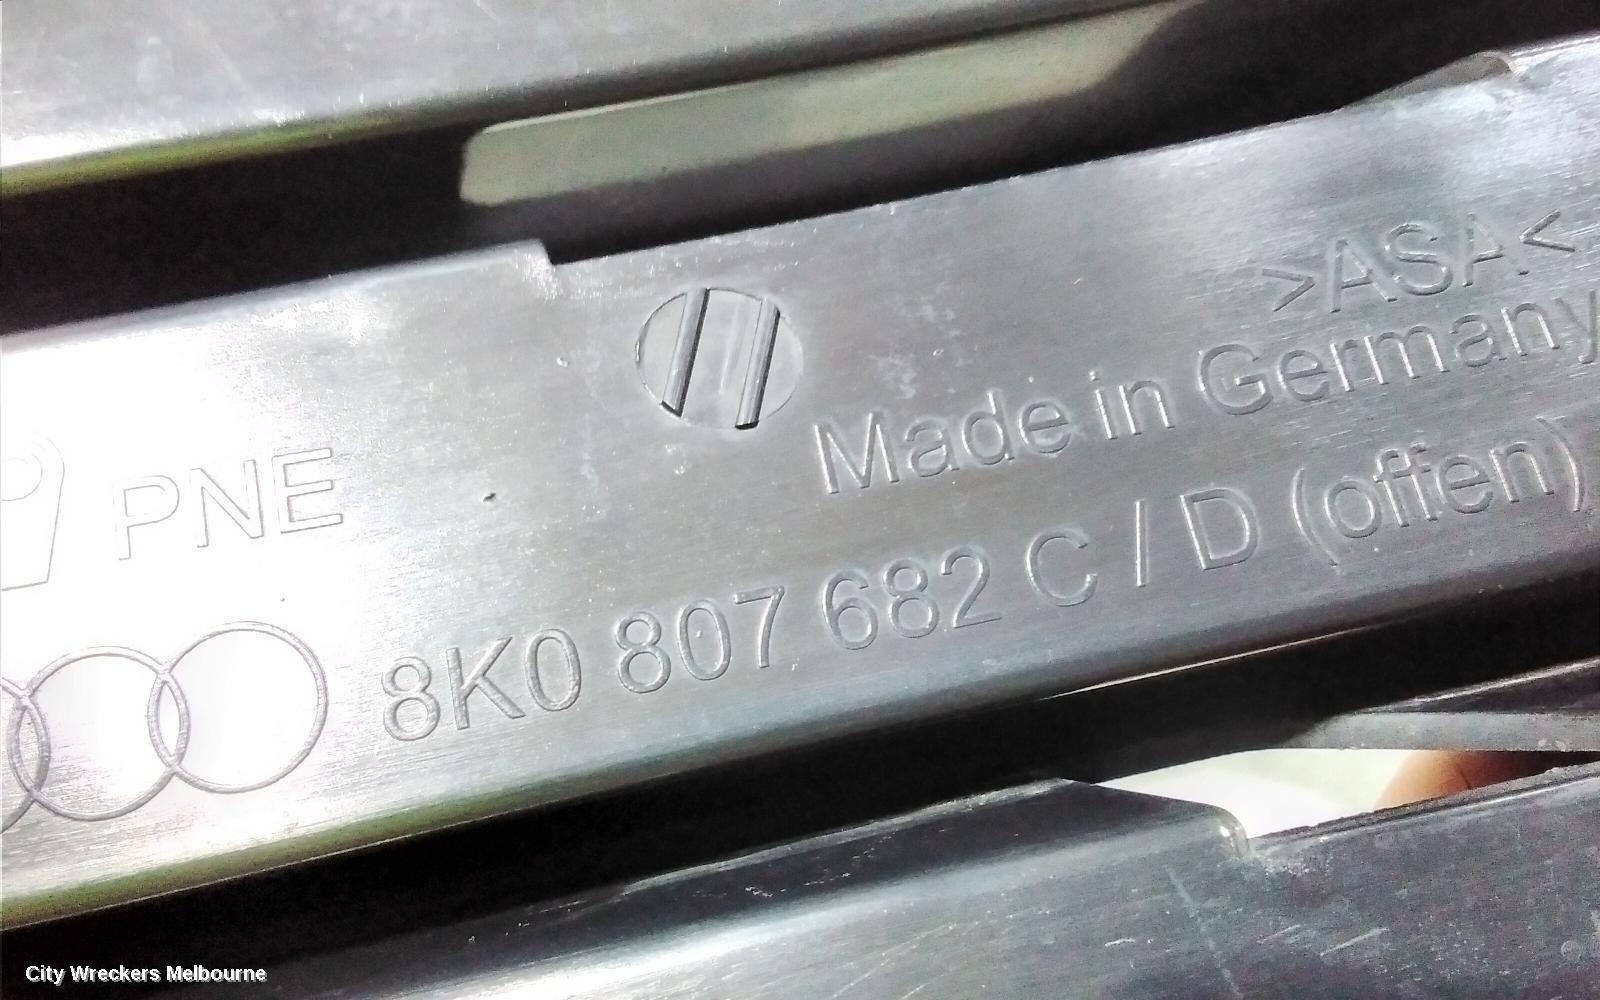 >ASA<
Made in Germany
PNE
8K0 807 682 C / D (offen)
City Wreckers Melbourne